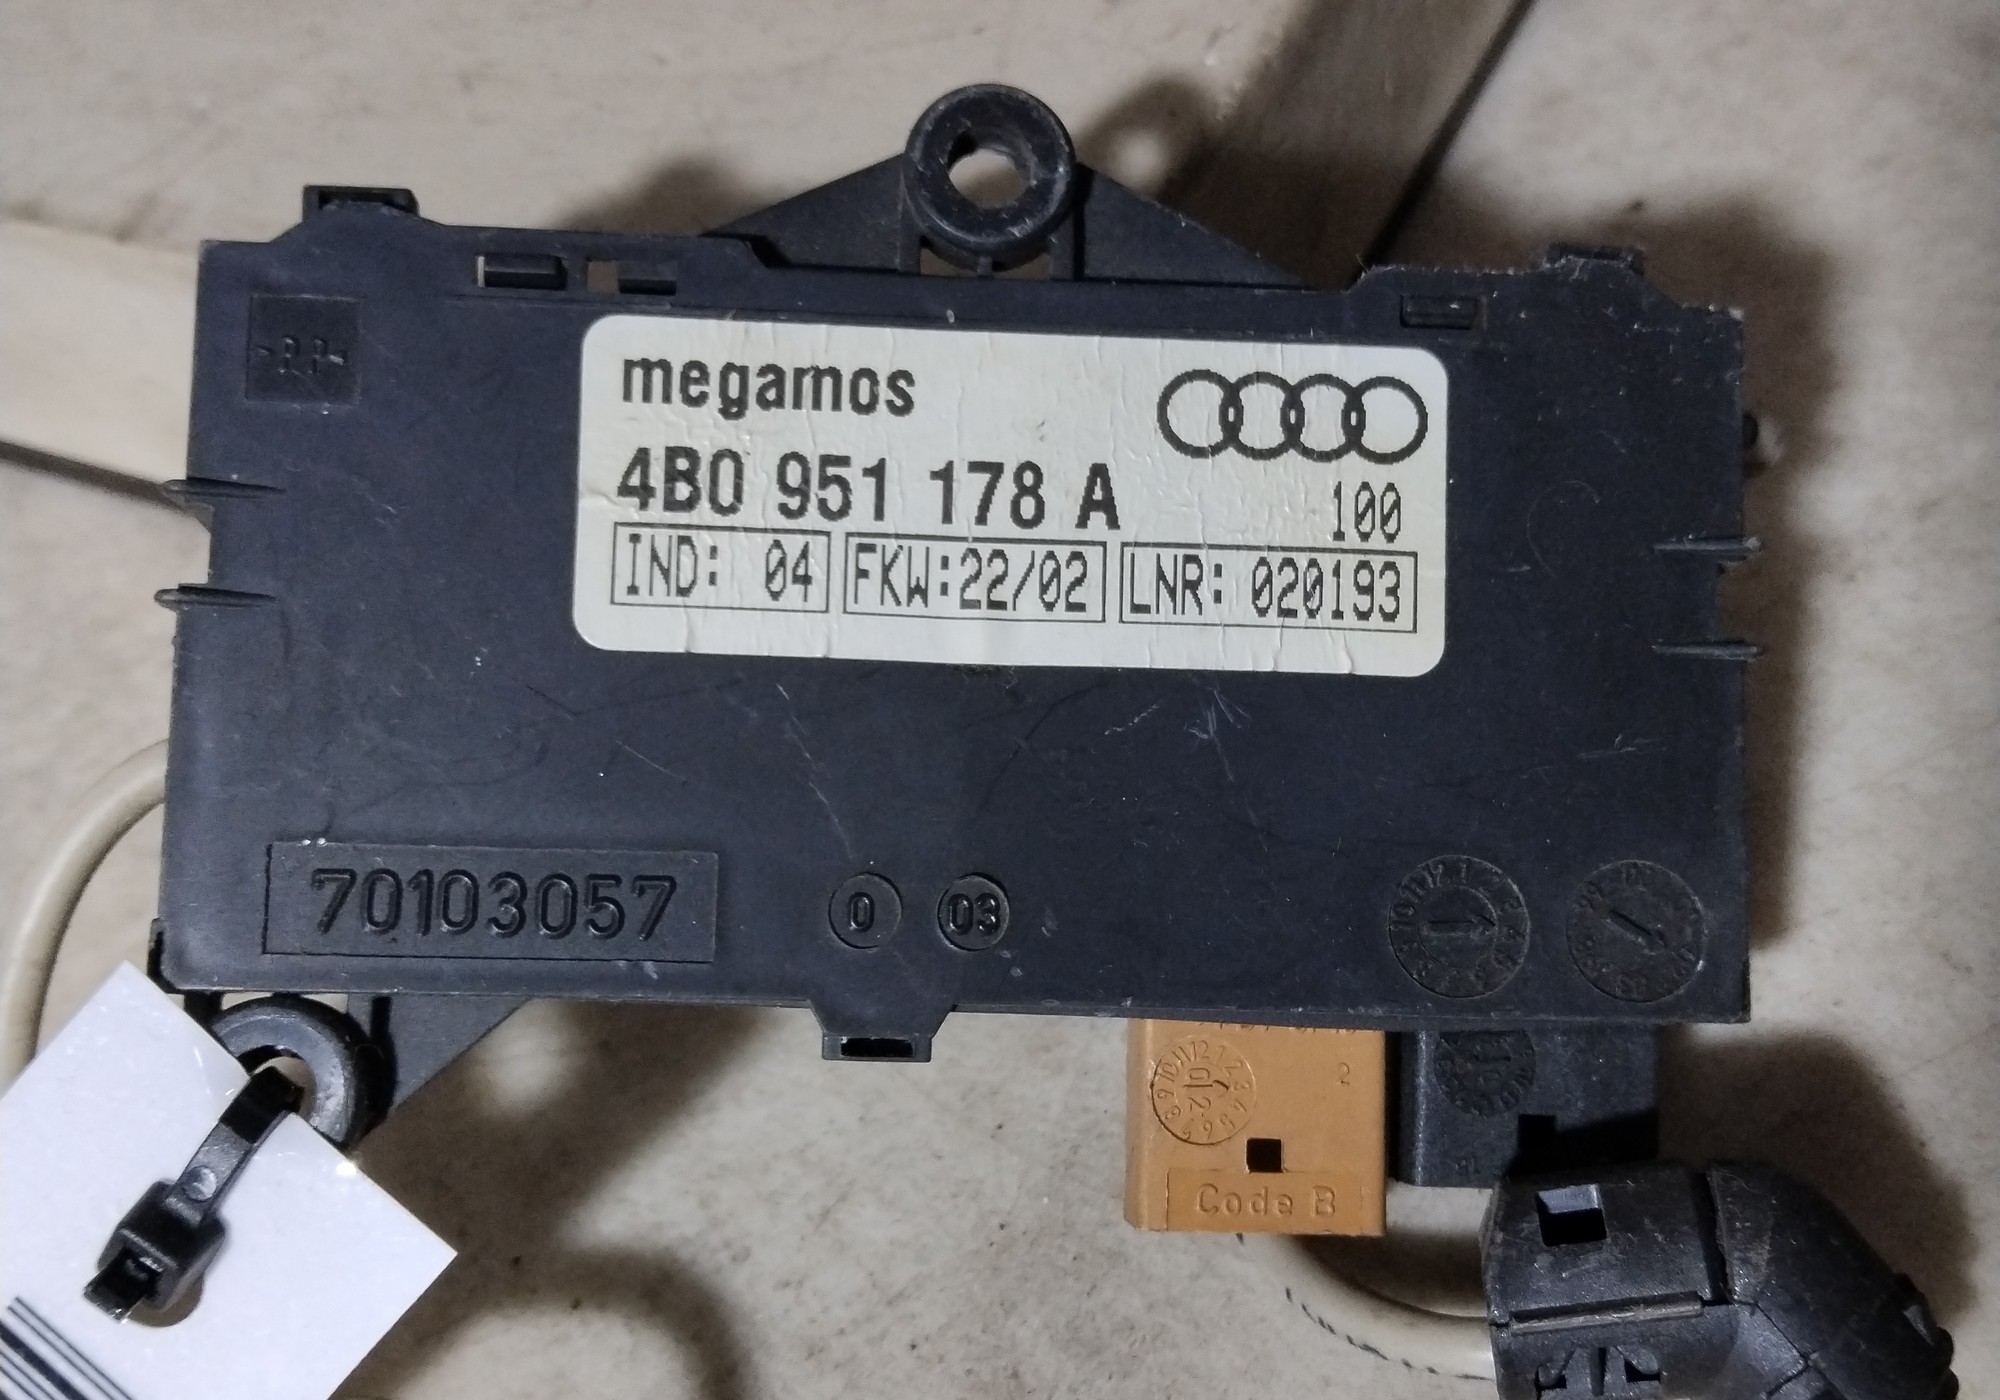 -P.P-
megamos
4B0 951 178 A
100
IND: 04 FKW:22/02 LNR: 020193
70103057 0 03
2
Code B